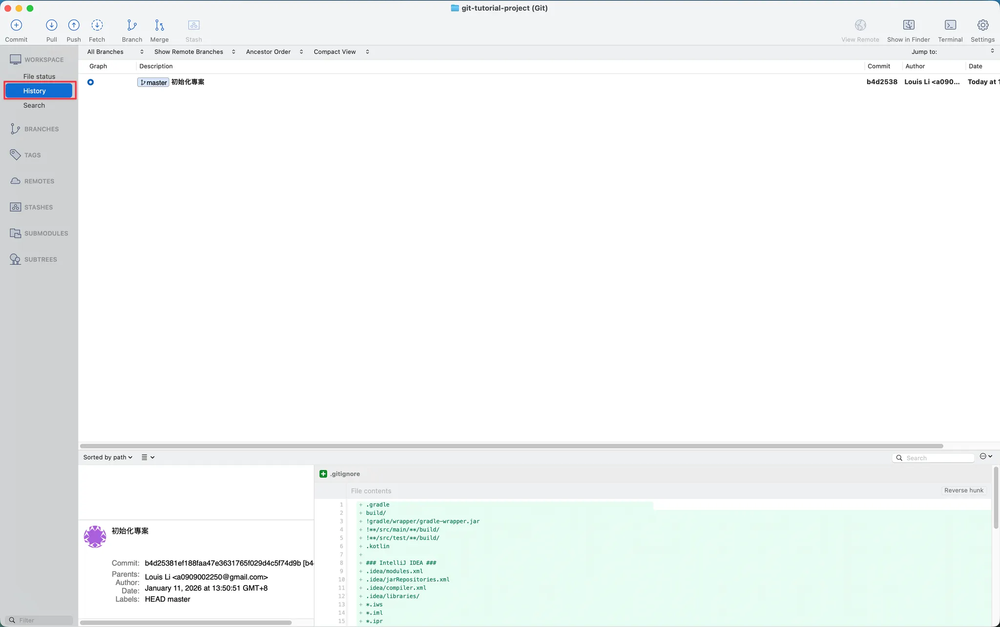 git-tutorial-project (Git)
Commit Pull Push Fetch Branch Merge Stash View Remote Show in Finder Terminal Settings
All Branches Show Remote Branches Ancestor Order Compact View Jump to:
Graph Description Commit Author Date
master 初始化專案 b4d2538 Louis Li <a090... Today at 1
WORKSPACE
File status
History
Search
BRANCHES
TAGS
REMOTES
STASHES
SUBMODULES
SUBTREES
Filter
Sorted by path Search
初始化專案
Commit: b4d25381ef188faa47e3631765f029d4c5f74d9b [b4
Parents:
Author: Louis Li <a0909002250@gmail.com>
Date: January 11, 2026 at 13:50:51 GMT+8
Labels: HEAD master
.gitignore
File contents Reverse hunk
1 + .gradle
2 + build/
3 + !gradle/wrapper/gradle-wrapper.jar
4 + !**/src/main/**/build/
5 + !**/src/test/**/build/
6 + .kotlin
7 +
8 + ### IntelliJ IDEA ###
9 + .idea/modules.xml
10 + .idea/jarRepositories.xml
11 + .idea/compiler.xml
12 + .idea/libraries/
13 + *.iws
14 + *.iml
15 + *.ipr